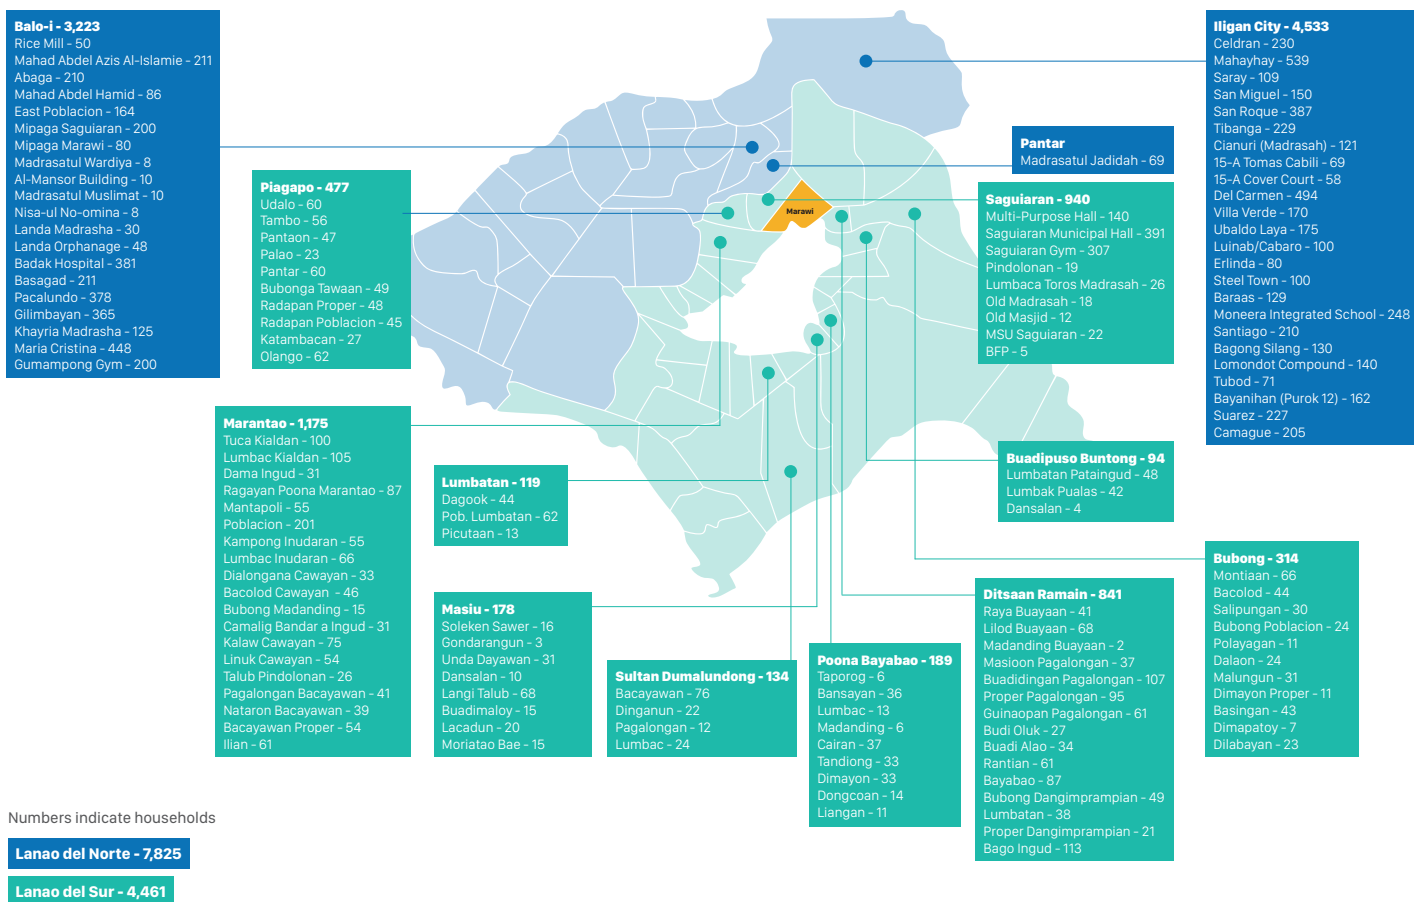 Balo-i - 3,223
Rice Mill - 50
Mahad Abdel Azis Al-Islamie - 211
Abaga - 210
Mahad Abdel Hamid - 86
East Poblacion - 164
Mipaga Saguiaran - 200
Mipaga Marawi - 80
Madrasatul Wardiya - 8
Al-Mansor Building - 10
Madrasatul Muslimat - 10
Nisa-ul No-omina - 8
Landa Madrasha - 30
Landa Orphanage - 48
Badak Hospital - 381
Basagad - 211
Pacalundo - 378
Gilimbayan - 365
Khayria Madrasha - 125
Maria Cristina - 448
Gumampong Gym - 200
Iligan City - 4,533
Celdran - 230
Mahayhay - 539
Saray - 109
San Miguel - 150
San Roque - 387
Tibanga - 229
Cianuri (Madrasah) - 121
15-A Tomas Cabili - 69
15-A Cover Court - 58
Del Carmen - 494
Villa Verde - 170
Ubaldo Laya - 175
Luinab/Cabaro - 100
Erlinda - 80
Steel Town - 100
Baraas - 129
Moneera Integrated School - 248
Santiago - 210
Bagong Silang - 130
Lomondot Compound - 140
Tubod - 71
Bayanihan (Purok 12) - 162
Suarez - 227
Camague - 205
Pantar
Madrasatul Jadidah - 69
Piagapo - 477
Udalo - 60
Tambo - 56
Pantaon - 47
Palao - 23
Pantar - 60
Bubonga Tawaan - 49
Radapan Proper - 48
Radapan Poblacion - 45
Katambacan - 27
Olango - 62
Marawi
Saguiaran - 940
Multi-Purpose Hall - 140
Saguiaran Municipal Hall - 391
Saguiaran Gym - 307
Pindolonan - 19
Lumbaca Toros Madrasah - 26
Old Madrasah - 18
Old Masjid - 12
MSU Saguiaran - 22
BFP - 5
Marantao - 1,175
Tuca Kialdan - 100
Lumbac Kialdan - 105
Dama Ingud - 31
Ragayan Poona Marantao - 87
Mantapoli - 55
Poblacion - 201
Kampong Inudaran - 55
Lumbac Inudaran - 66
Dialongana Cawayan - 33
Bacolod Cawayan - 46
Bubong Madanding - 15
Camalig Bandar a Ingud - 31
Kalaw Cawayan - 75
Linuk Cawayan - 54
Talub Pindolonan - 26
Pagalongan Bacayawan - 41
Nataron Bacayawan - 39
Bacayawan Proper - 54
Ilian - 61
Lumbatan - 119
Dagook - 44
Pob. Lumbatan - 62
Picutaan - 13
Buadipuso Buntong - 94
Lumbatan Pataingud - 48
Lumbak Pualas - 42
Dansalan - 4
Masiu - 178
Soleken Sawer - 16
Gondarangun - 3
Unda Dayawan - 31
Dansalan - 10
Langi Talub - 68
Buadimaloy - 15
Lacadun - 20
Moriatao Bae - 15
Sultan Dumalundong - 134
Bacayawan - 76
Dinganun - 22
Pagalongan - 12
Lumbac - 24
Poona Bayabao - 189
Taporog - 6
Bansayan - 36
Lumbac - 13
Madanding - 6
Cairan - 37
Tandiong - 33
Dimayon - 33
Dongcoan - 14
Liangan - 11
Ditsaan Ramain - 841
Raya Buayaan - 41
Lilod Buayaan - 68
Madanding Buayaan - 2
Masioon Pagalongan - 37
Buadidingan Pagalongan - 107
Proper Pagalongan - 95
Guinaopan Pagalongan - 61
Budi Oluk - 27
Buadi Alao - 34
Rantian - 61
Bayabao - 87
Bubong Dangimprampian - 49
Lumbatan - 38
Proper Dangimprampian - 21
Bago Ingud - 113
Bubong - 314
Montiaan - 66
Bacolod - 44
Salipungan - 30
Bubong Poblacion - 24
Polayagan - 11
Dalaon - 24
Malungun - 31
Dimayon Proper - 11
Basingan - 43
Dimapatoy - 7
Dilabayan - 23
Numbers indicate households
Lanao del Norte - 7,825
Lanao del Sur - 4,461